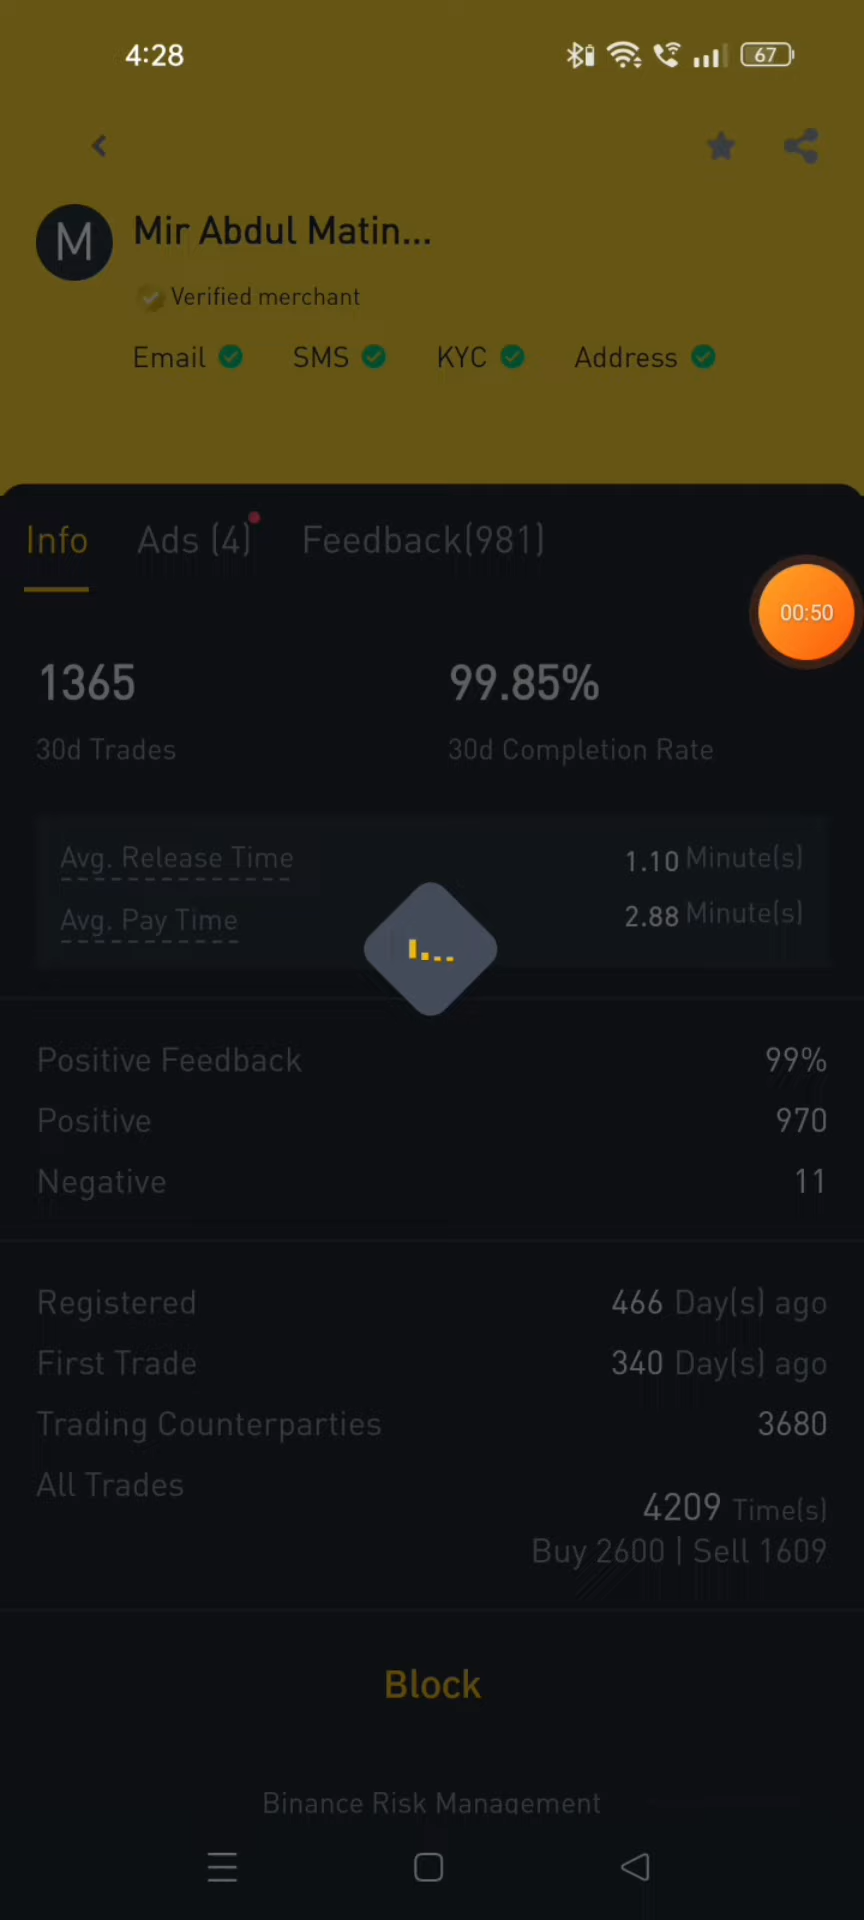 4:28
67
M
Mir Abdul Matin...
Verified merchant
Email SMS KYC Address
Info Ads (4) Feedback(981)
00:50
1365 99.85%
30d Trades 30d Completion Rate
Avg. Release Time 1.10 Minute(s)
Avg. Pay Time 2.88 Minute(s)
Positive Feedback 99%
Positive 970
Negative 11
Registered 466 Day(s) ago
First Trade 340 Day(s) ago
Trading Counterparties 3680
All Trades 4209 Time(s)
Buy 2600 | Sell 1609
Block
Binance Risk Management